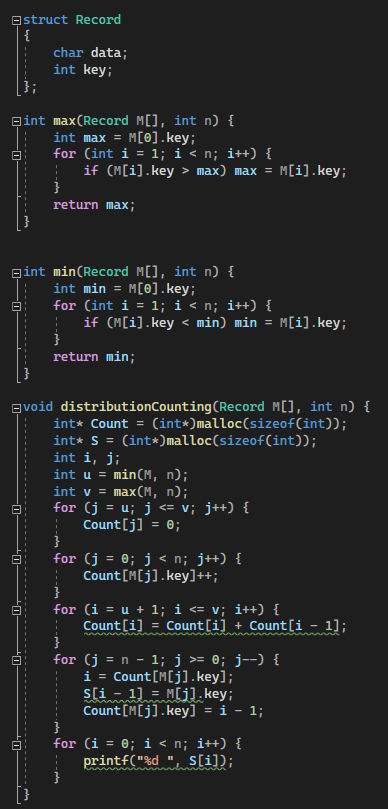 struct Record
{
char data;
int key;
};
int max(Record M[], int n) {
int max = M[0].key;
for (int i = 1; i < n; i++) {
if (M[i].key > max) max = M[i].key;
}
return max;
}
int min(Record M[], int n) {
int min = M[0].key;
for (int i = 1; i < n; i++) {
if (M[i].key < min) min = M[i].key;
}
return min;
}
void distributionCounting(Record M[], int n) {
int* Count = (int*)malloc(sizeof(int));
int* S = (int*)malloc(sizeof(int));
int i, j;
int u = min(M, n);
int v = max(M, n);
for (j = u; j <= v; j++) {
Count[j] = 0;
}
for (j = 0; j < n; j++) {
Count[M[j].key]++;
}
for (i = u + 1; i <= v; i++) {
Count[i] = Count[i] + Count[i - 1];
}
for (j = n - 1; j >= 0; j--) {
i = Count[M[j].key];
S[i - 1] = M[j].key;
Count[M[j].key] = i - 1;
}
for (i = 0; i < n; i++) {
printf("%d ", S[i]);
}
}